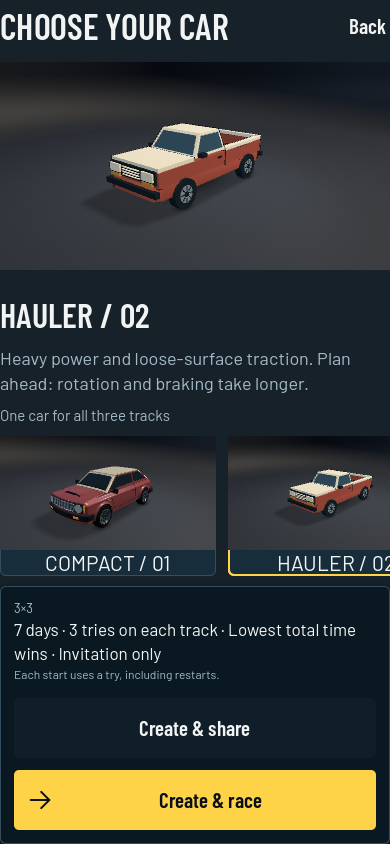 CHOOSE YOUR CAR
Back
HAULER / 02
Heavy power and loose-surface traction. Plan
ahead: rotation and braking take longer.
One car for all three tracks
COMPACT / 01
HAULER / 02
3×3
7 days · 3 tries on each track · Lowest total time
wins · Invitation only
Each start uses a try, including restarts.
Create & share
Create & race